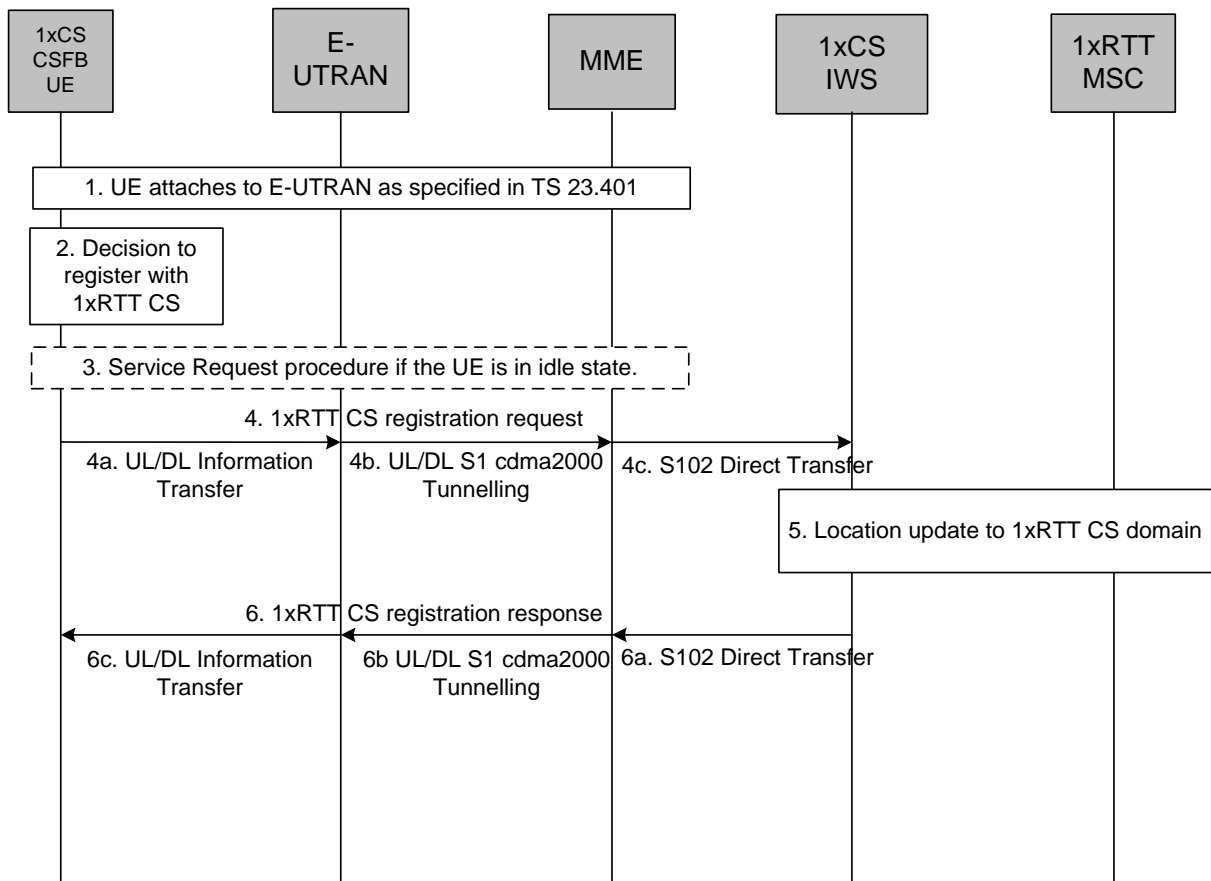 1xCS
CSFB
UE
E-
UTRAN
MME
1xCS
IWS
1xRTT
MSC
1. UE attaches to E-UTRAN as specified in TS 23.401
2. Decision to
register with
1xRTT CS
3. Service Request procedure if the UE is in idle state.
4. 1xRTT CS registration request
4a. UL/DL Information
Transfer
4b. UL/DL S1 cdma2000
Tunnelling
4c. S102 Direct Transfer
5. Location update to 1xRTT CS domain
6. 1xRTT CS registration response
6c. UL/DL Information
Transfer
6b UL/DL S1 cdma2000
Tunnelling
6a. S102 Direct Transfer